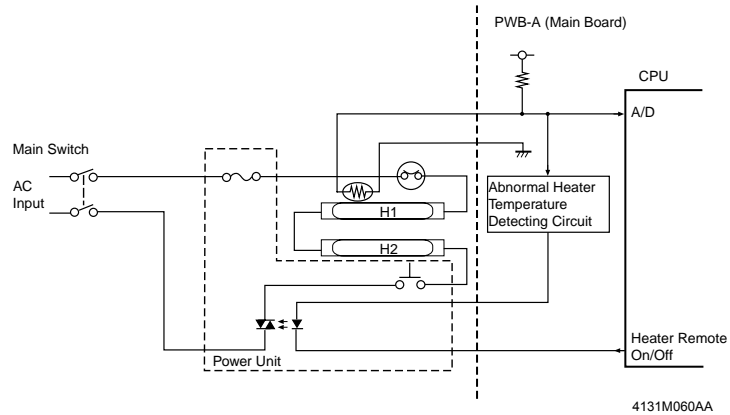 PWB-A (Main Board)
CPU
A/D
Main Switch
AC
Input
H1
H2
Abnormal Heater
Temperature
Detecting Circuit
Power Unit
Heater Remote
On/Off
4131M060AA